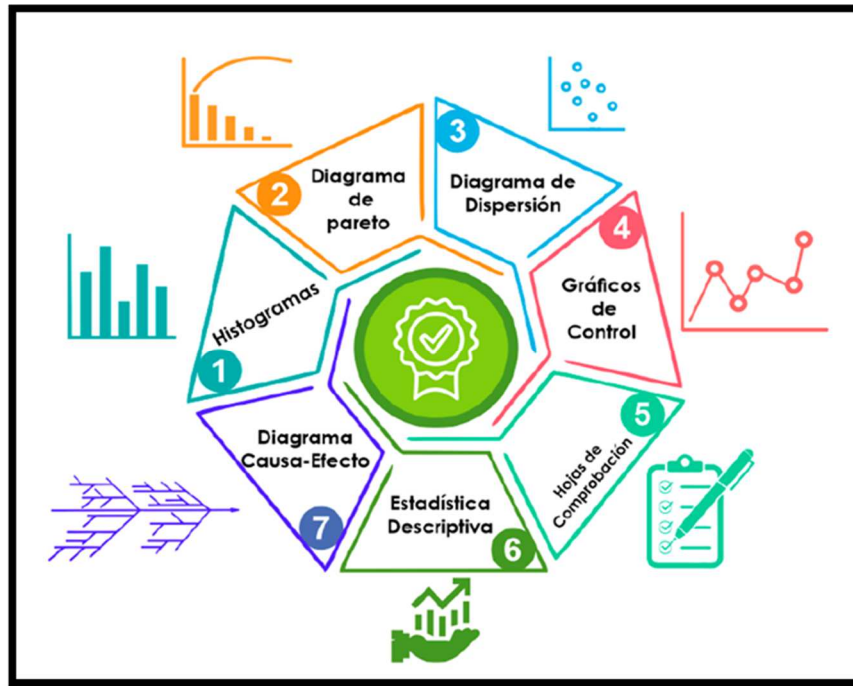 1
Histogramas
2
Diagrama
de
pareto
3
Diagrama de
Dispersión
4
Gráficos
de
Control
5
Hojas de
Comprobación
6
Estadística
Descriptiva
7
Diagrama
Causa-Efecto